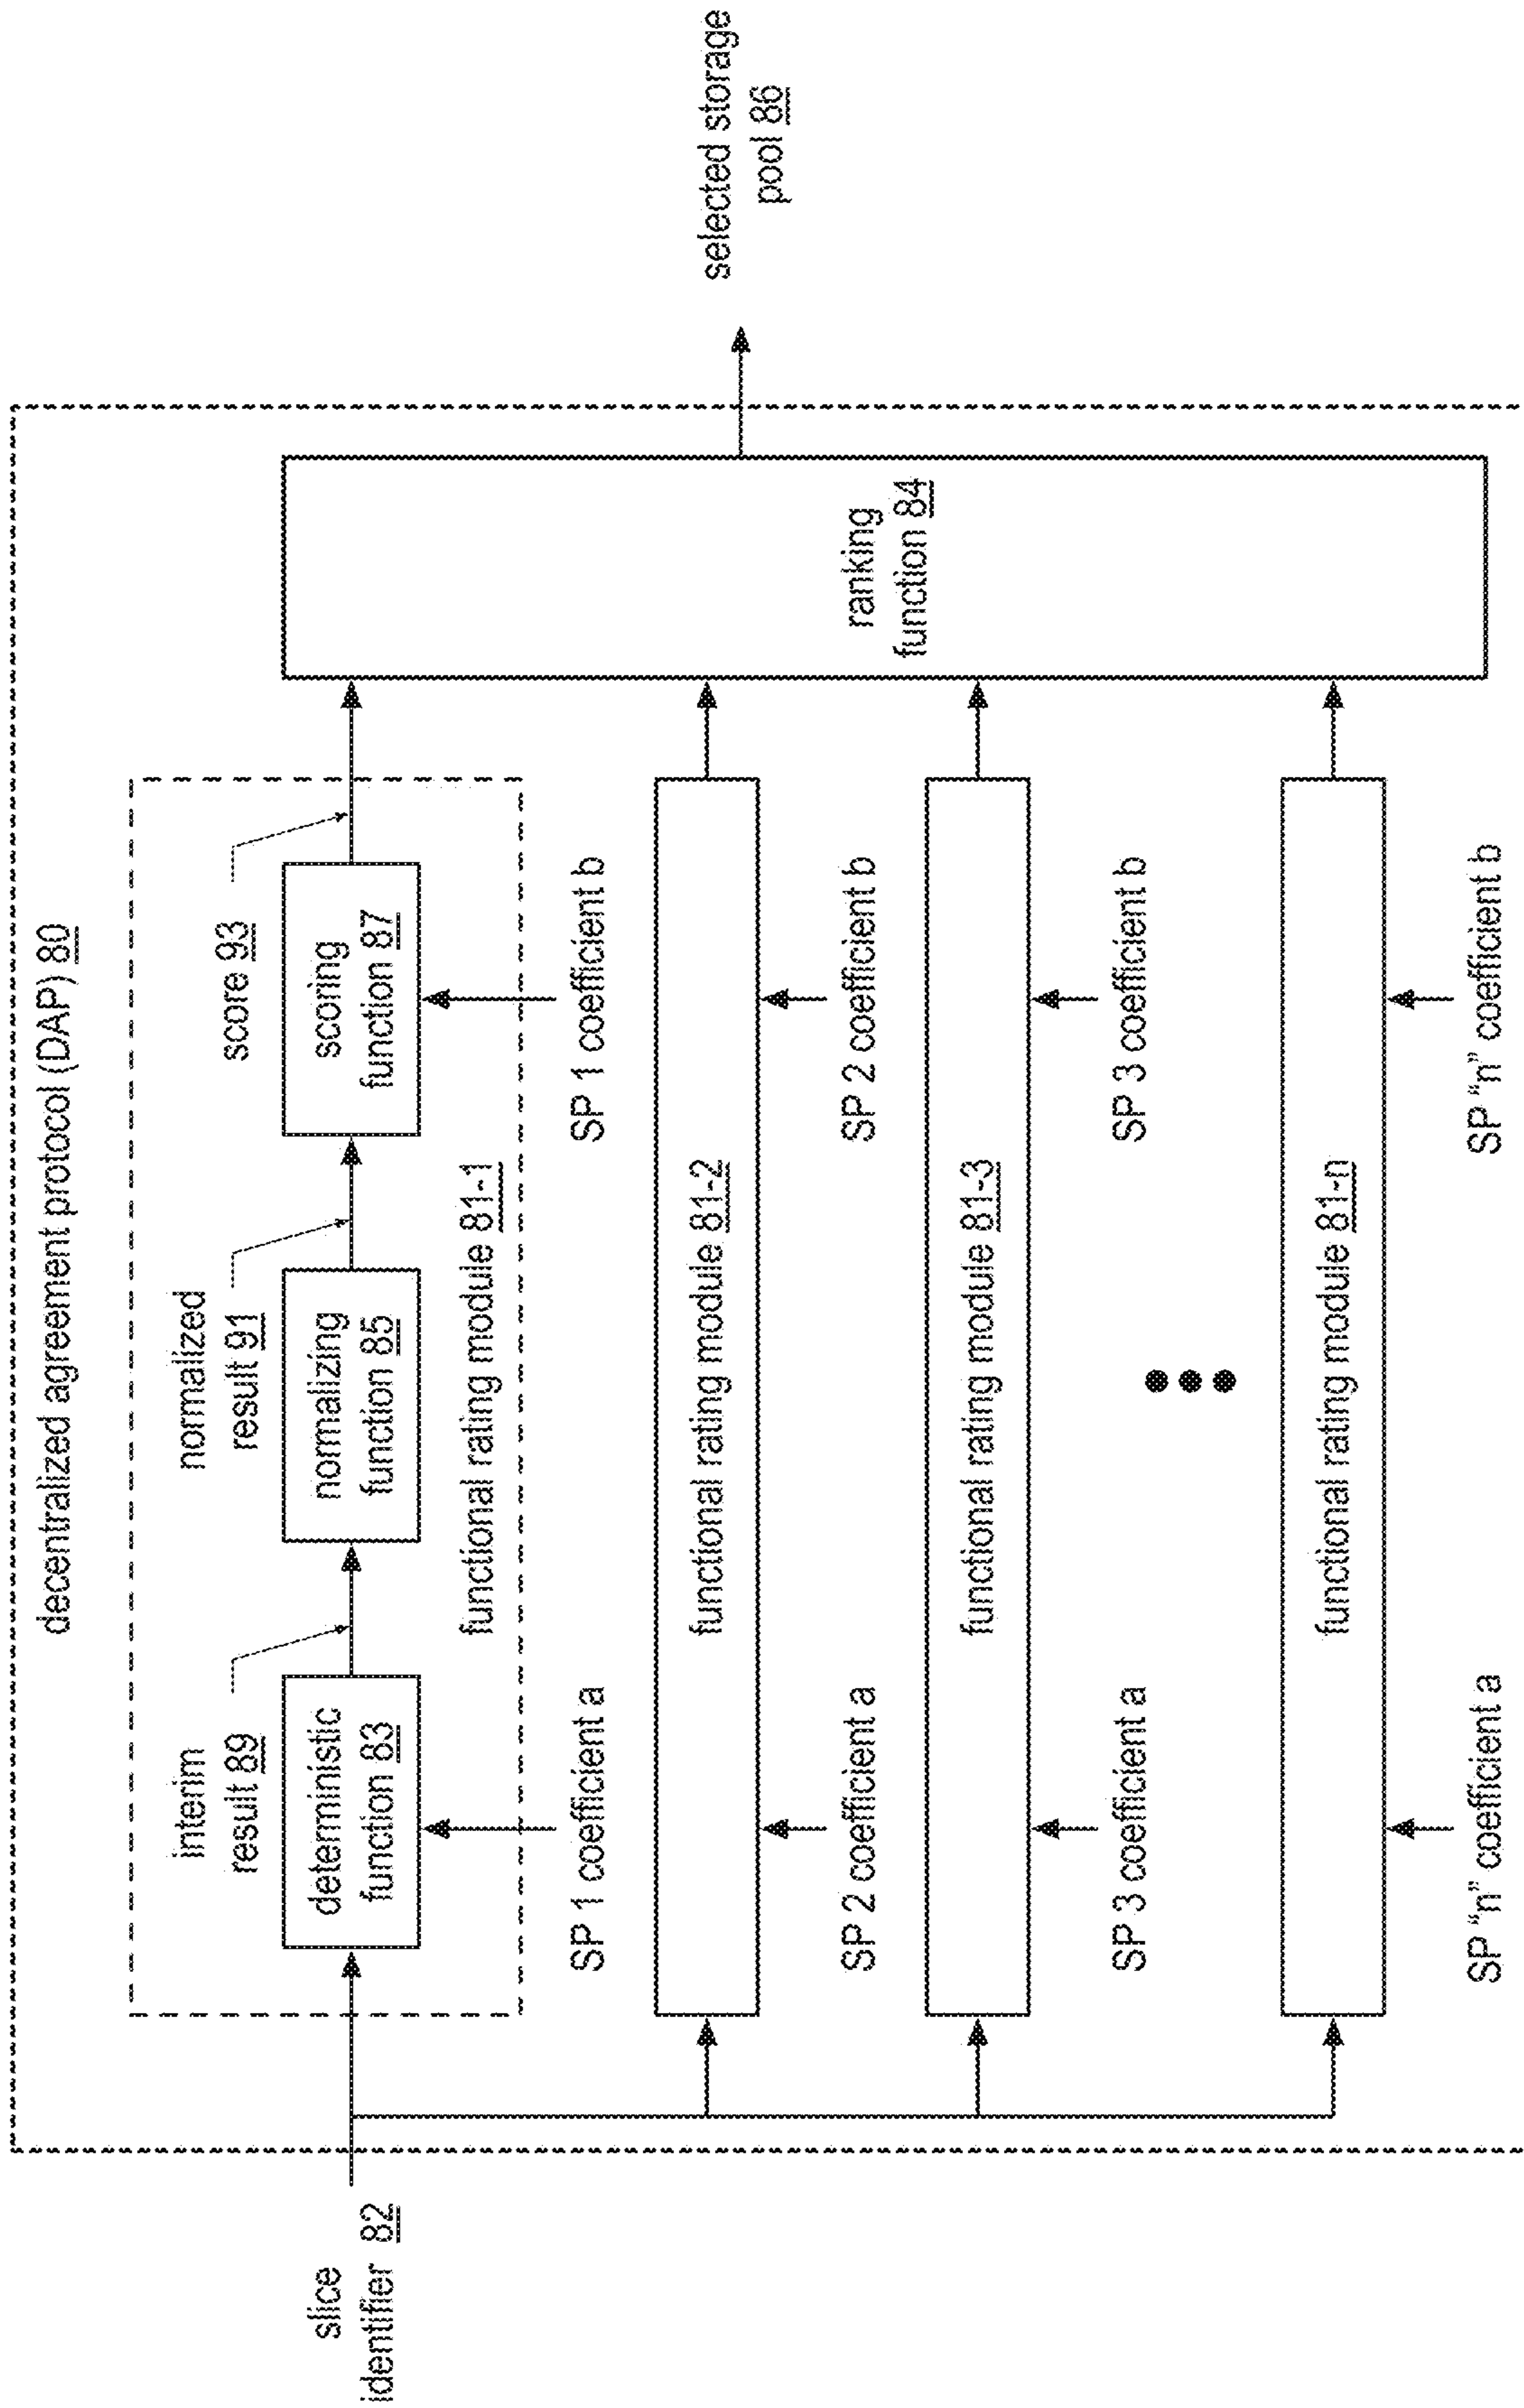 decentralized agreement protocol (DAP) 80
slice
identifier 82
interim
result 89
normalized
result 91
score 93
deterministic
function 83
normalizing
function 85
scoring
function 87
functional rating module 81-1
SP 1 coefficient a
SP 1 coefficient b
functional rating module 81-2
SP 2 coefficient a
SP 2 coefficient b
functional rating module 81-3
SP 3 coefficient a
SP 3 coefficient b
functional rating module 81-n
SP “n” coefficient a
SP “n” coefficient b
ranking
function 84
selected storage
pool 86